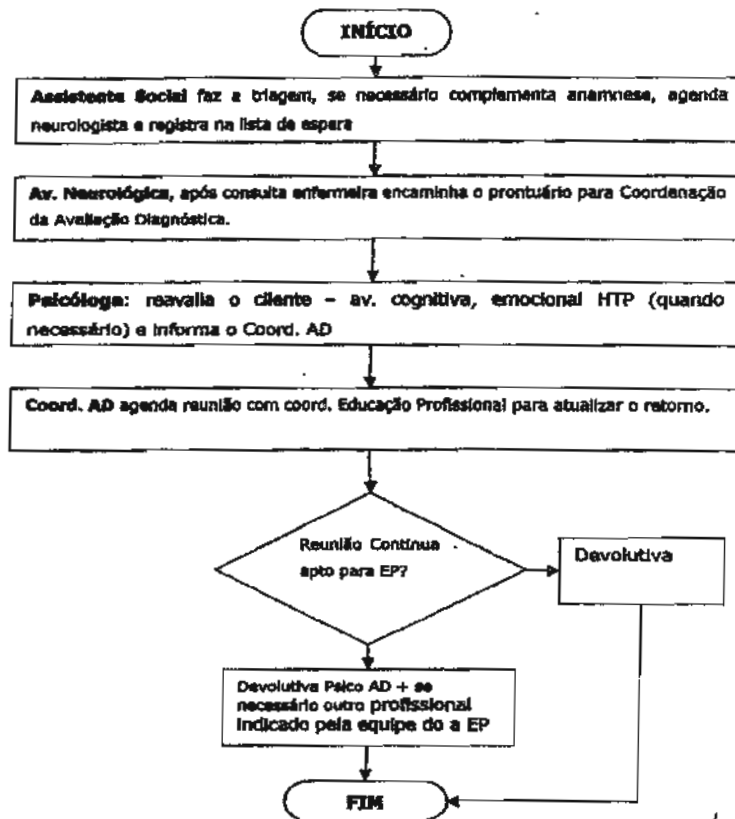 INÍCIO
Assistente Social faz a triagem, se necessário complementa anamnese, agenda
neurologista e registra na lista de espera
Av. Neurológica, após consulta enfermeira encaminha o prontuário para Coordenação
da Avaliação Diagnóstica.
Psicóloga: reavalia o cliente – av. cognitiva, emocional HTP (quando
necessário) e informa o Coord. AD
Coord. AD agenda reunião com coord. Educação Profissional para atualizar o retorno.
Reunião Contínua
apto para EP?
Devolutiva
Devolutiva Psico AD + se
necessário outro profissional
indicado pela equipe do a EP
FIM